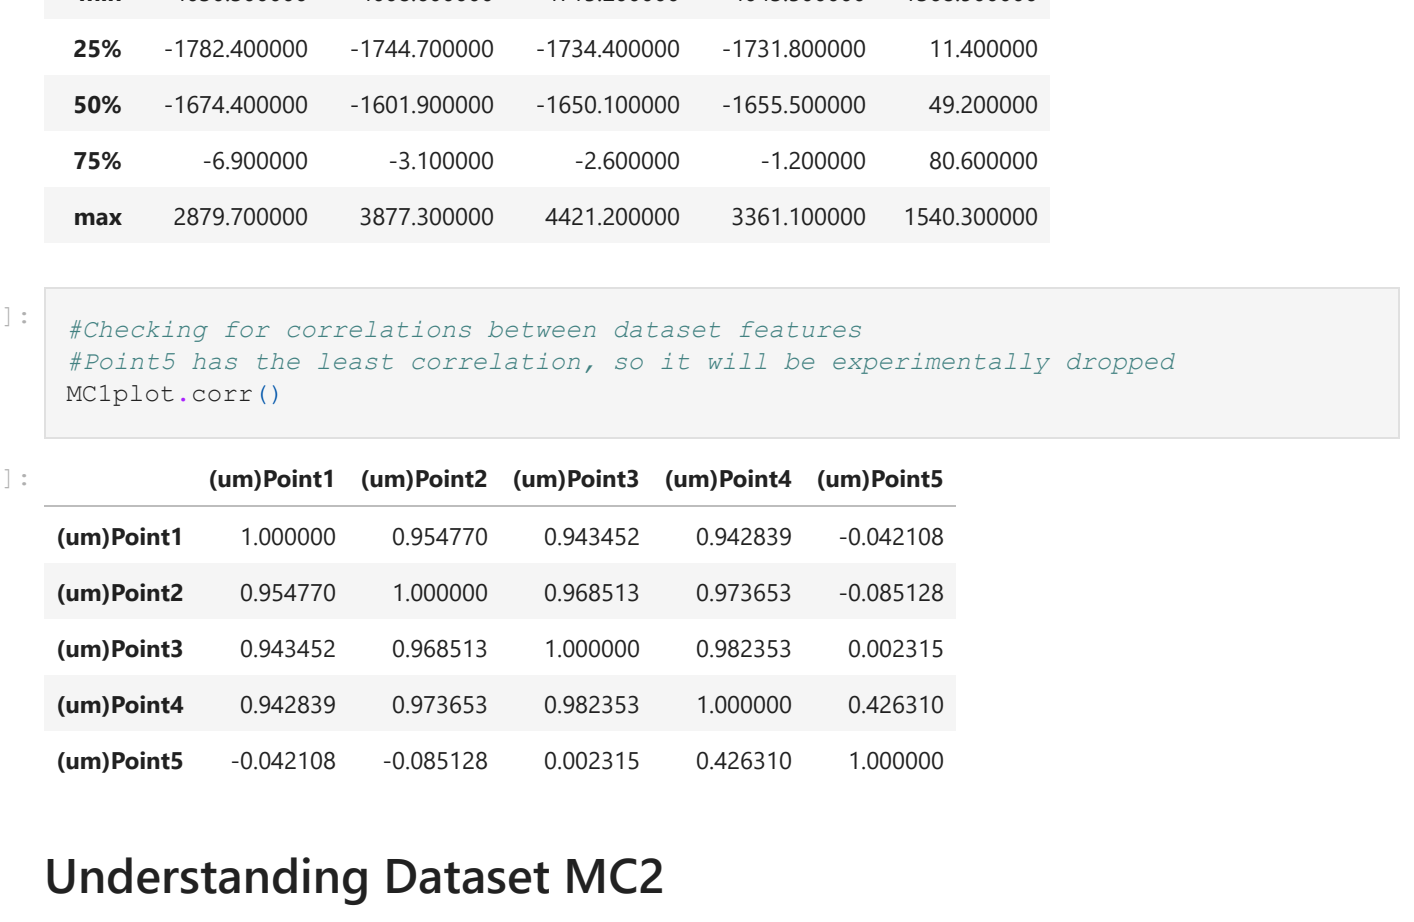 25% -1782.400000 -1744.700000 -1734.400000 -1731.800000 11.400000
50% -1674.400000 -1601.900000 -1650.100000 -1655.500000 49.200000
75% -6.900000 -3.100000 -2.600000 -1.200000 80.600000
max 2879.700000 3877.300000 4421.200000 3361.100000 1540.300000
]:
#Checking for correlations between dataset features
#Point5 has the least correlation, so it will be experimentally dropped
MC1plot.corr()
]:
(um)Point1 (um)Point2 (um)Point3 (um)Point4 (um)Point5
(um)Point1 1.000000 0.954770 0.943452 0.942839 -0.042108
(um)Point2 0.954770 1.000000 0.968513 0.973653 -0.085128
(um)Point3 0.943452 0.968513 1.000000 0.982353 0.002315
(um)Point4 0.942839 0.973653 0.982353 1.000000 0.426310
(um)Point5 -0.042108 -0.085128 0.002315 0.426310 1.000000
Understanding Dataset MC2